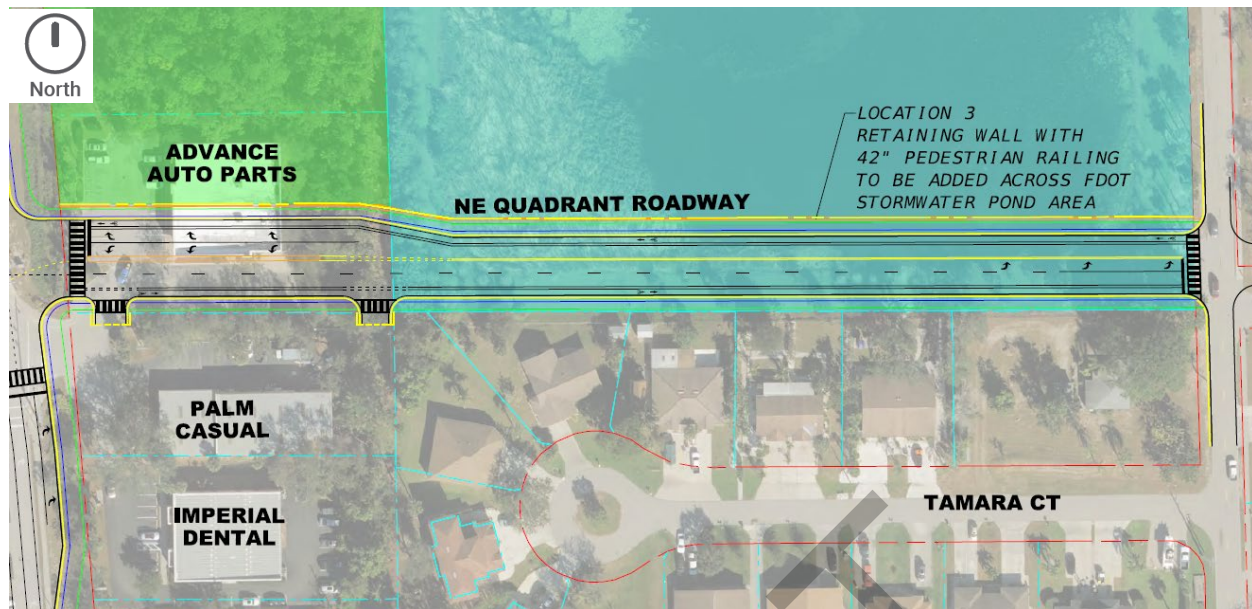 North
LOCATION 3
RETAINING WALL WITH
42" PEDESTRIAN RAILING
TO BE ADDED ACROSS FDOT
STORMWATER POND AREA
ADVANCE
AUTO PARTS
NE QUADRANT ROADWAY
PALM
CASUAL
TAMARA CT
IMPERIAL
DENTAL